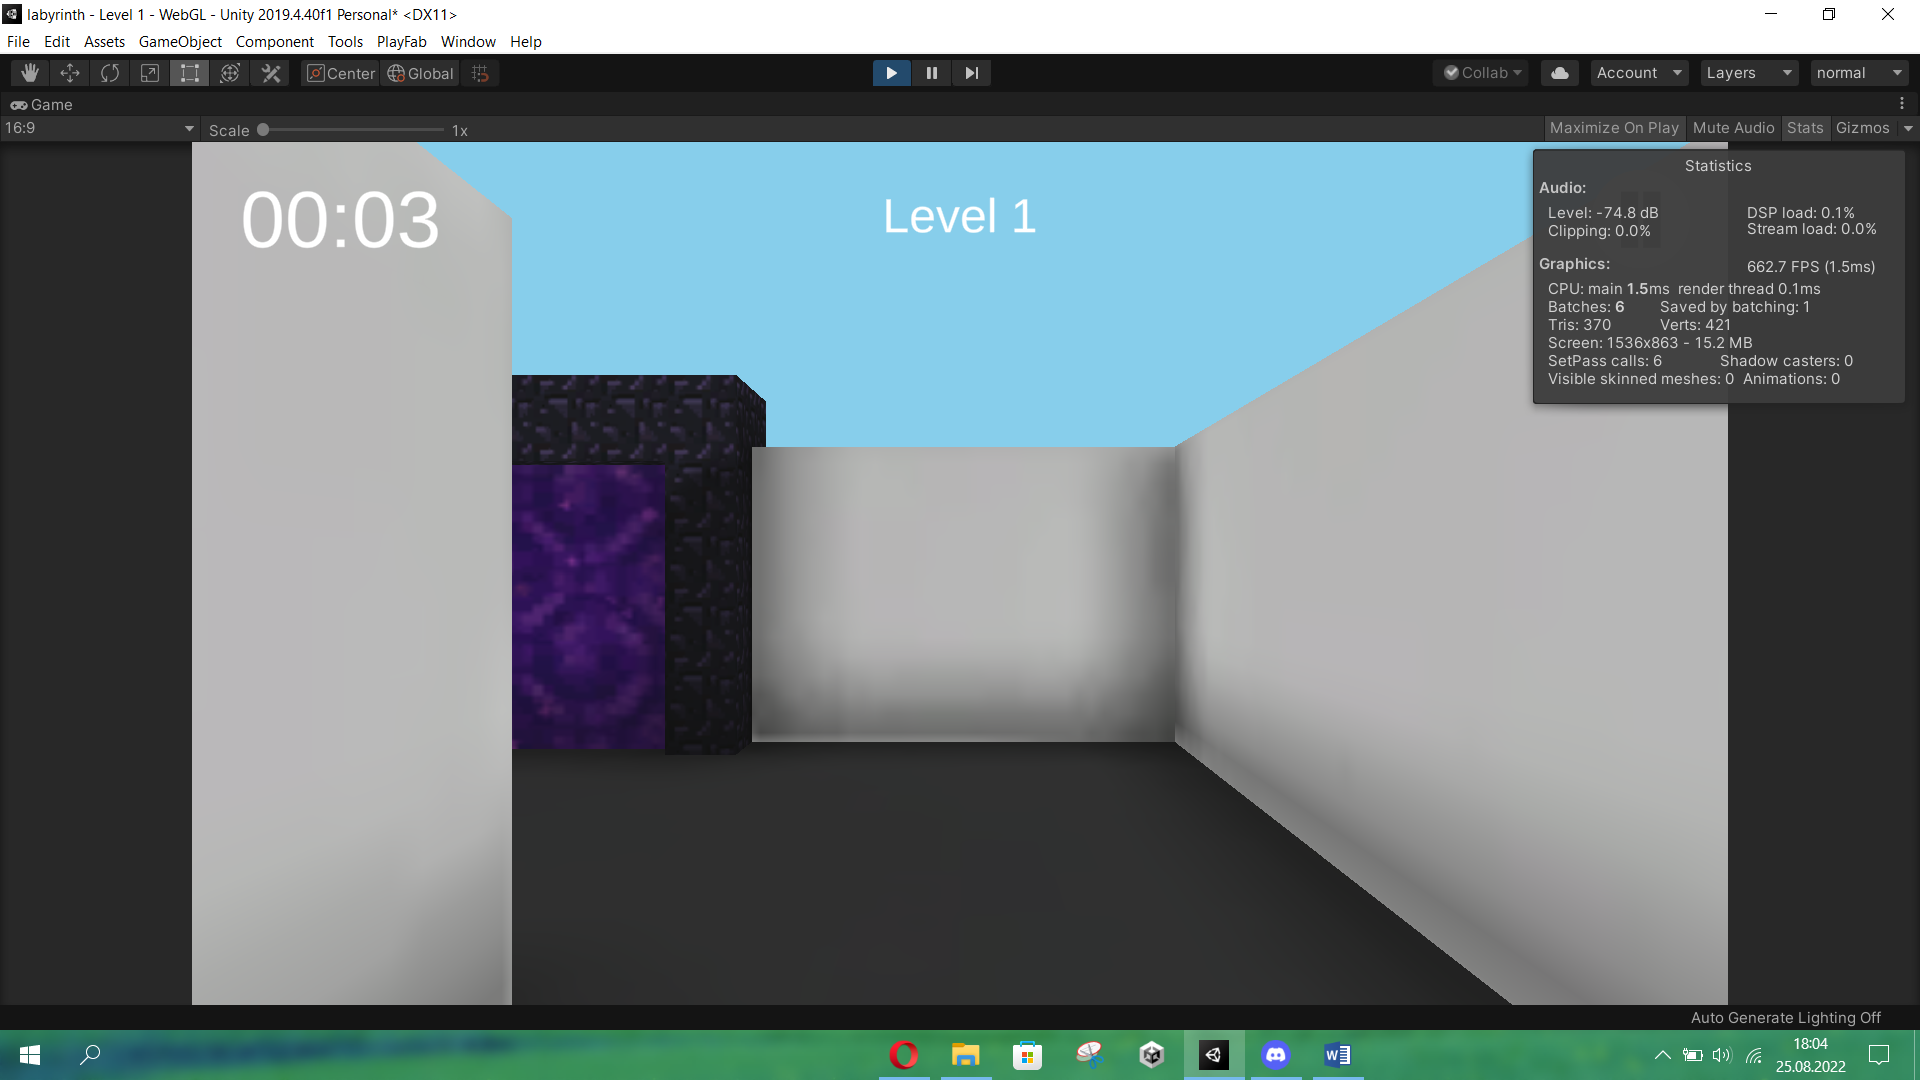 labyrinth - Level 1 - WebGL - Unity 2019.4.40f1 Personal* <DX11>
File Edit Assets GameObject Component Tools PlayFab Window Help
Center Global Collab Account Layers normal
Game
16:9 Scale 1x Maximize On Play Mute Audio Stats Gizmos
00:03
Level 1
Statistics
Audio:
Level: -74.8 dB DSP load: 0.1%
Clipping: 0.0% Stream load: 0.0%
Graphics: 662.7 FPS (1.5ms)
CPU: main 1.5ms render thread 0.1ms
Batches: 6 Saved by batching: 1
Tris: 370 Verts: 421
Screen: 1536x863 - 15.2 MB
SetPass calls: 6 Shadow casters: 0
Visible skinned meshes: 0 Animations: 0
Auto Generate Lighting Off
W
18:04
25.08.2022